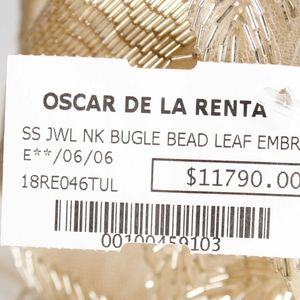 OSCAR DE LA RENTA
SS JWL NK BUGLE BEAD LEAF EMBR
E**/06/06
18RE046TUL
$11790.00
00100459103